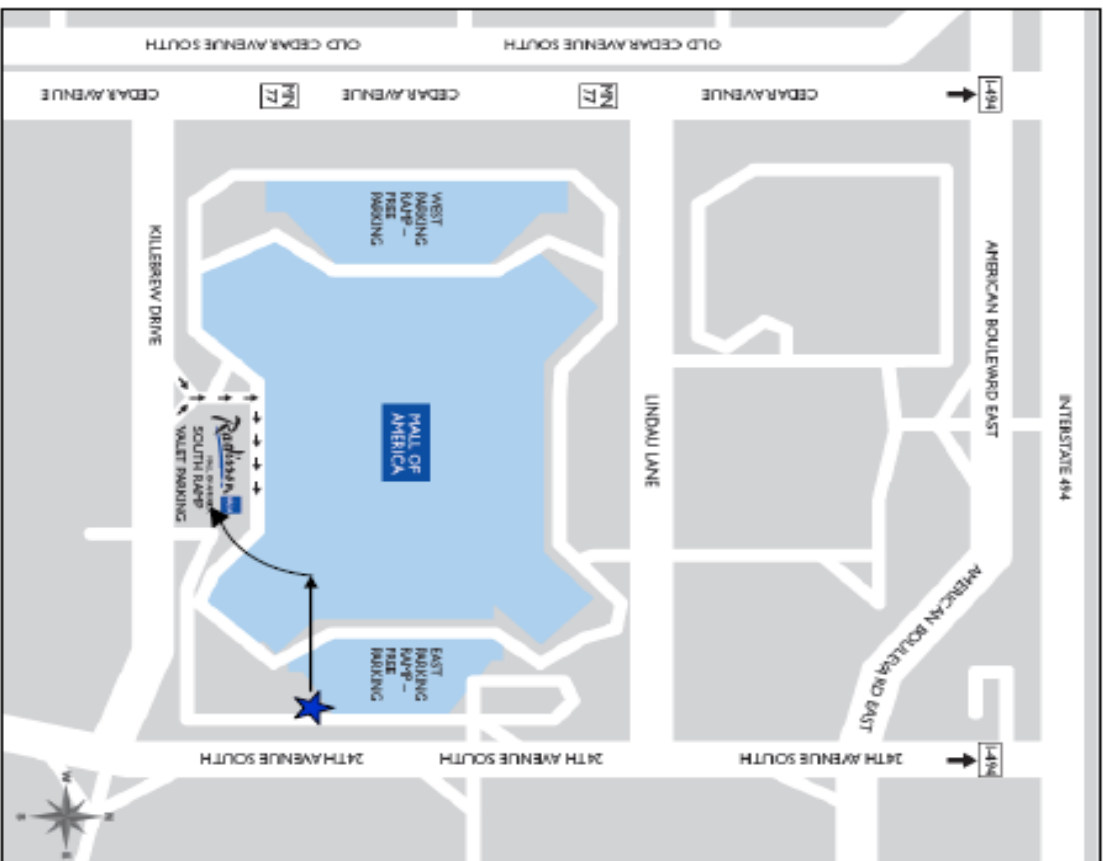 OLD CEDAR AVENUE SOUTH
OLD CEDAR AVENUE SOUTH
CEDAR AVENUE
MN
77
CEDAR AVENUE
MN
77
CEDAR AVENUE
I-494
WEST
PARKING
RAMP –
FREE
PARKING
KILLEBREW DRIVE
AMERICAN BOULEVARD EAST
INTERSTATE 494
LINDAU LANE
MALL OF
AMERICA
Radisson
SOUTH RAMP
VALET PARKING
AMERICAN BOULEVARD EAST
EAST
PARKING
RAMP –
FREE
PARKING
24TH AVENUE SOUTH
24TH AVENUE SOUTH
24TH AVENUE SOUTH
I-494
W
N
E